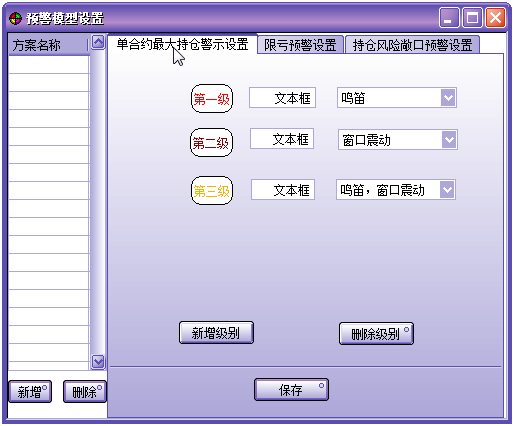 预警模型设置
方案名称
单合约最大持仓警示设置 限亏预警设置 持仓风险敞口预警设置
第一级 文本框 鸣笛
第二级 文本框 窗口震动
第三级 文本框 鸣笛，窗口震动
新增级别 删除级别
新增 删除 保存